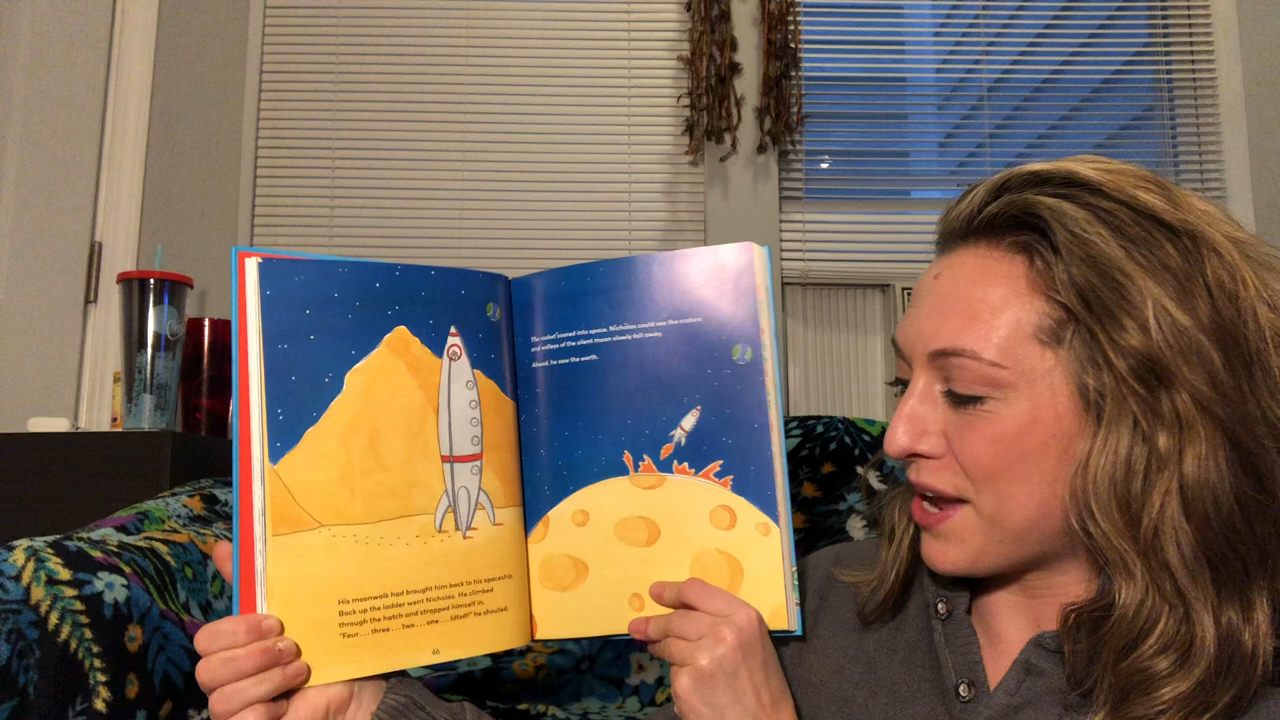 His moonwalk had brought him back to his spaceship.
Back up the ladder went Nicholas. He climbed
through the hatch and strapped himself in.
"Four . . . three . . . two . . . one . . . liftoff!" he shouted.
46
The rocket soared into space. Nicholas could see the craters
and valleys of the silent moon slowly fall away.
Ahead, he saw the earth.